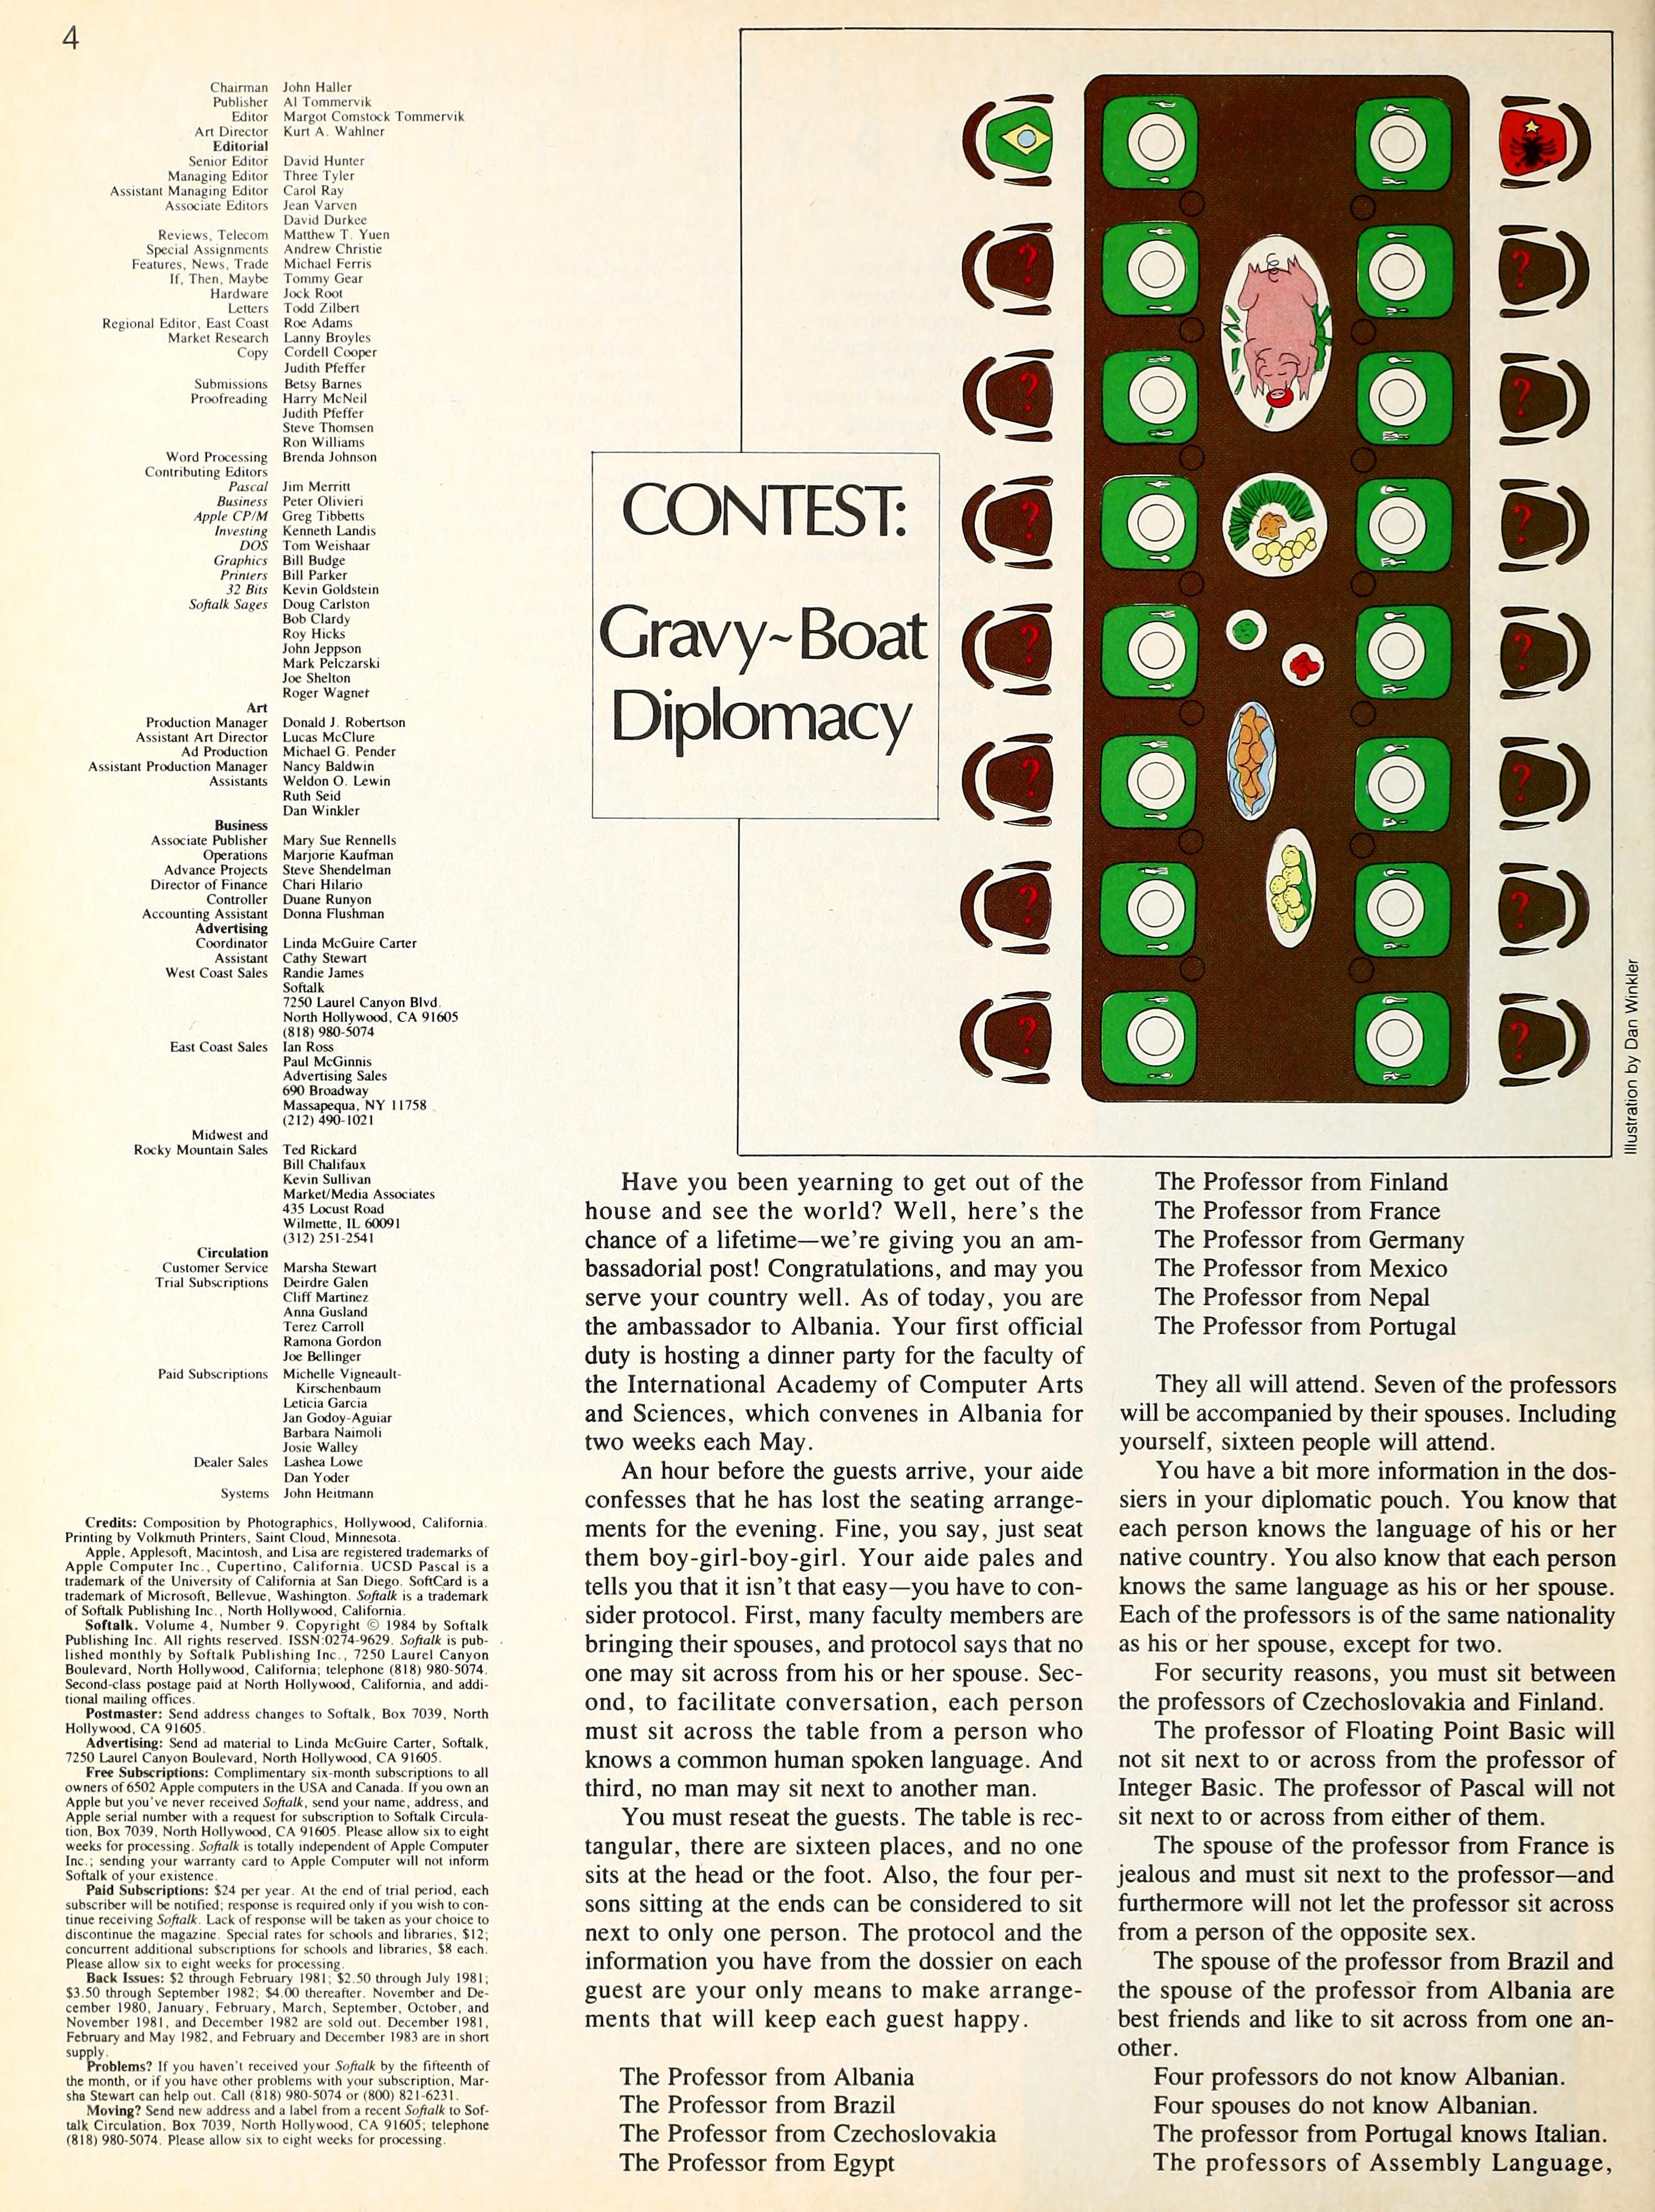 4
Chairman John Haller
Publisher Al Tommervik
Editor Margot Comstock Tommervik
Art Director Kurt A. Wahlner
Editorial
Senior Editor David Hunter
Managing Editor Three Tyler
Assistant Managing Editor Carol Ray
Associate Editors Jean Varven
David Durkee
Reviews, Telecom Matthew T. Yuen
Special Assignments Andrew Christie
Features, News, Trade Michael Ferris
If, Then, Maybe Tommy Gear
Hardware Jock Root
Letters Todd Zilbert
Regional Editor, East Coast Roe Adams
Market Research Lanny Broyles
Copy Cordell Cooper
Judith Pfeffer
Submissions Betsy Barnes
Proofreading Harry McNeil
Judith Pfeffer
Steve Thomsen
Ron Williams
Word Processing Brenda Johnson
Contributing Editors
Pascal Jim Merritt
Business Peter Olivieri
Apple CP/M Greg Tibbetts
Investing Kenneth Landis
DOS Tom Weishaar
Graphics Bill Budge
Printers Bill Parker
32 Bits Kevin Goldstein
Softalk Sages Doug Carlston
Bob Clardy
Roy Hicks
John Jeppson
Mark Pelczarski
Joe Shelton
Roger Wagner
Art
Production Manager Donald J. Robertson
Assistant Art Director Lucas McClure
Ad Production Michael G. Pender
Assistant Production Manager Nancy Baldwin
Assistants Weldon O. Lewin
Ruth Seid
Dan Winkler
Business
Associate Publisher Mary Sue Rennells
Operations Marjorie Kaufman
Advance Projects Steve Shendelman
Director of Finance Chari Hilario
Controller Duane Runyon
Accounting Assistant Donna Flushman
Advertising
Coordinator Linda McGuire Carter
Assistant Cathy Stewart
West Coast Sales Randie James
Softalk
7250 Laurel Canyon Blvd.
North Hollywood, CA 91605
(818) 980-5074
East Coast Sales Ian Ross
Paul McGinnis
Advertising Sales
690 Broadway
Massapequa, NY 11758
(212) 490-1021
Midwest and
Rocky Mountain Sales Ted Rickard
Bill Chalifaux
Kevin Sullivan
Market/Media Associates
435 Locust Road
Wilmette, IL 60091
(312) 251-2541
Circulation
Customer Service Marsha Stewart
Trial Subscriptions Deirdre Galen
Cliff Martinez
Anna Gusland
Terez Carroll
Ramona Gordon
Joe Bellinger
Paid Subscriptions Michelle Vigneault-
Kirschenbaum
Leticia Garcia
Jan Godoy-Aguiar
Barbara Naimoli
Josie Walley
Dealer Sales Lashea Lowe
Dan Yoder
Systems John Heitmann
Credits: Composition by Photographics, Hollywood, California.
Printing by Volkmuth Printers, Saint Cloud, Minnesota.
Apple, Applesoft, Macintosh, and Lisa are registered trademarks of
Apple Computer Inc., Cupertino, California. UCSD Pascal is a
trademark of the University of California at San Diego. SoftCard is a
trademark of Microsoft, Bellevue, Washington. Softalk is a trademark
of Softalk Publishing Inc., North Hollywood, California.
Softalk. Volume 4, Number 9. Copyright © 1984 by Softalk
Publishing Inc. All rights reserved. ISSN:0274-9629. Softalk is pub-
lished monthly by Softalk Publishing Inc., 7250 Laurel Canyon
Boulevard, North Hollywood, California; telephone (818) 980-5074.
Second-class postage paid at North Hollywood, California, and addi-
tional mailing offices.
Postmaster: Send address changes to Softalk, Box 7039, North
Hollywood, CA 91605.
Advertising: Send ad material to Linda McGuire Carter, Softalk,
7250 Laurel Canyon Boulevard, North Hollywood, CA 91605.
Free Subscriptions: Complimentary six-month subscriptions to all
owners of 6502 Apple computers in the USA and Canada. If you own an
Apple but you've never received Softalk, send your name, address, and
Apple serial number with a request for subscription to Softalk Circula-
tion, Box 7039, North Hollywood, CA 91605. Please allow six to eight
weeks for processing. Softalk is totally independent of Apple Computer
Inc.; sending your warranty card to Apple Computer will not inform
Softalk of your existence.
Paid Subscriptions: $24 per year. At the end of trial period, each
subscriber will be notified; response is required only if you wish to con-
tinue receiving Softalk. Lack of response will be taken as your choice to
discontinue the magazine. Special rates for schools and libraries, $12;
concurrent additional subscriptions for schools and libraries, $8 each.
Please allow six to eight weeks for processing.
Back Issues: $2 through February 1981; $2.50 through July 1981;
$3.50 through September 1982; $4.00 thereafter. November and De-
cember 1980, January, February, March, September, October, and
November 1981, and December 1982 are sold out. December 1981,
February and May 1982, and February and December 1983 are in short
supply.
Problems? If you haven't received your Softalk by the fifteenth of
the month, or if you have other problems with your subscription, Mar-
sha Stewart can help out. Call (818) 980-5074 or (800) 821-6231.
Moving? Send new address and a label from a recent Softalk to Sof-
talk Circulation, Box 7039, North Hollywood, CA 91605; telephone
(818) 980-5074. Please allow six to eight weeks for processing.
CONTEST:
Gravy~Boat
Diplomacy
? ?
? ?
? ?
? ?
? ?
? ?
? ?
Illustration by Dan Winkler
Have you been yearning to get out of the
house and see the world? Well, here's the
chance of a lifetime—we're giving you an am-
bassadorial post! Congratulations, and may you
serve your country well. As of today, you are
the ambassador to Albania. Your first official
duty is hosting a dinner party for the faculty of
the International Academy of Computer Arts
and Sciences, which convenes in Albania for
two weeks each May.
An hour before the guests arrive, your aide
confesses that he has lost the seating arrange-
ments for the evening. Fine, you say, just seat
them boy-girl-boy-girl. Your aide pales and
tells you that it isn't that easy—you have to con-
sider protocol. First, many faculty members are
bringing their spouses, and protocol says that no
one may sit across from his or her spouse. Sec-
ond, to facilitate conversation, each person
must sit across the table from a person who
knows a common human spoken language. And
third, no man may sit next to another man.
You must reseat the guests. The table is rec-
tangular, there are sixteen places, and no one
sits at the head or the foot. Also, the four per-
sons sitting at the ends can be considered to sit
next to only one person. The protocol and the
information you have from the dossier on each
guest are your only means to make arrange-
ments that will keep each guest happy.
The Professor from Albania
The Professor from Brazil
The Professor from Czechoslovakia
The Professor from Egypt
The Professor from Finland
The Professor from France
The Professor from Germany
The Professor from Mexico
The Professor from Nepal
The Professor from Portugal
They all will attend. Seven of the professors
will be accompanied by their spouses. Including
yourself, sixteen people will attend.
You have a bit more information in the dos-
siers in your diplomatic pouch. You know that
each person knows the language of his or her
native country. You also know that each person
knows the same language as his or her spouse.
Each of the professors is of the same nationality
as his or her spouse, except for two.
For security reasons, you must sit between
the professors of Czechoslovakia and Finland.
The professor of Floating Point Basic will
not sit next to or across from the professor of
Integer Basic. The professor of Pascal will not
sit next to or across from either of them.
The spouse of the professor from France is
jealous and must sit next to the professor—and
furthermore will not let the professor sit across
from a person of the opposite sex.
The spouse of the professor from Brazil and
the spouse of the professor from Albania are
best friends and like to sit across from one an-
other.
Four professors do not know Albanian.
Four spouses do not know Albanian.
The professor from Portugal knows Italian.
The professors of Assembly Language,